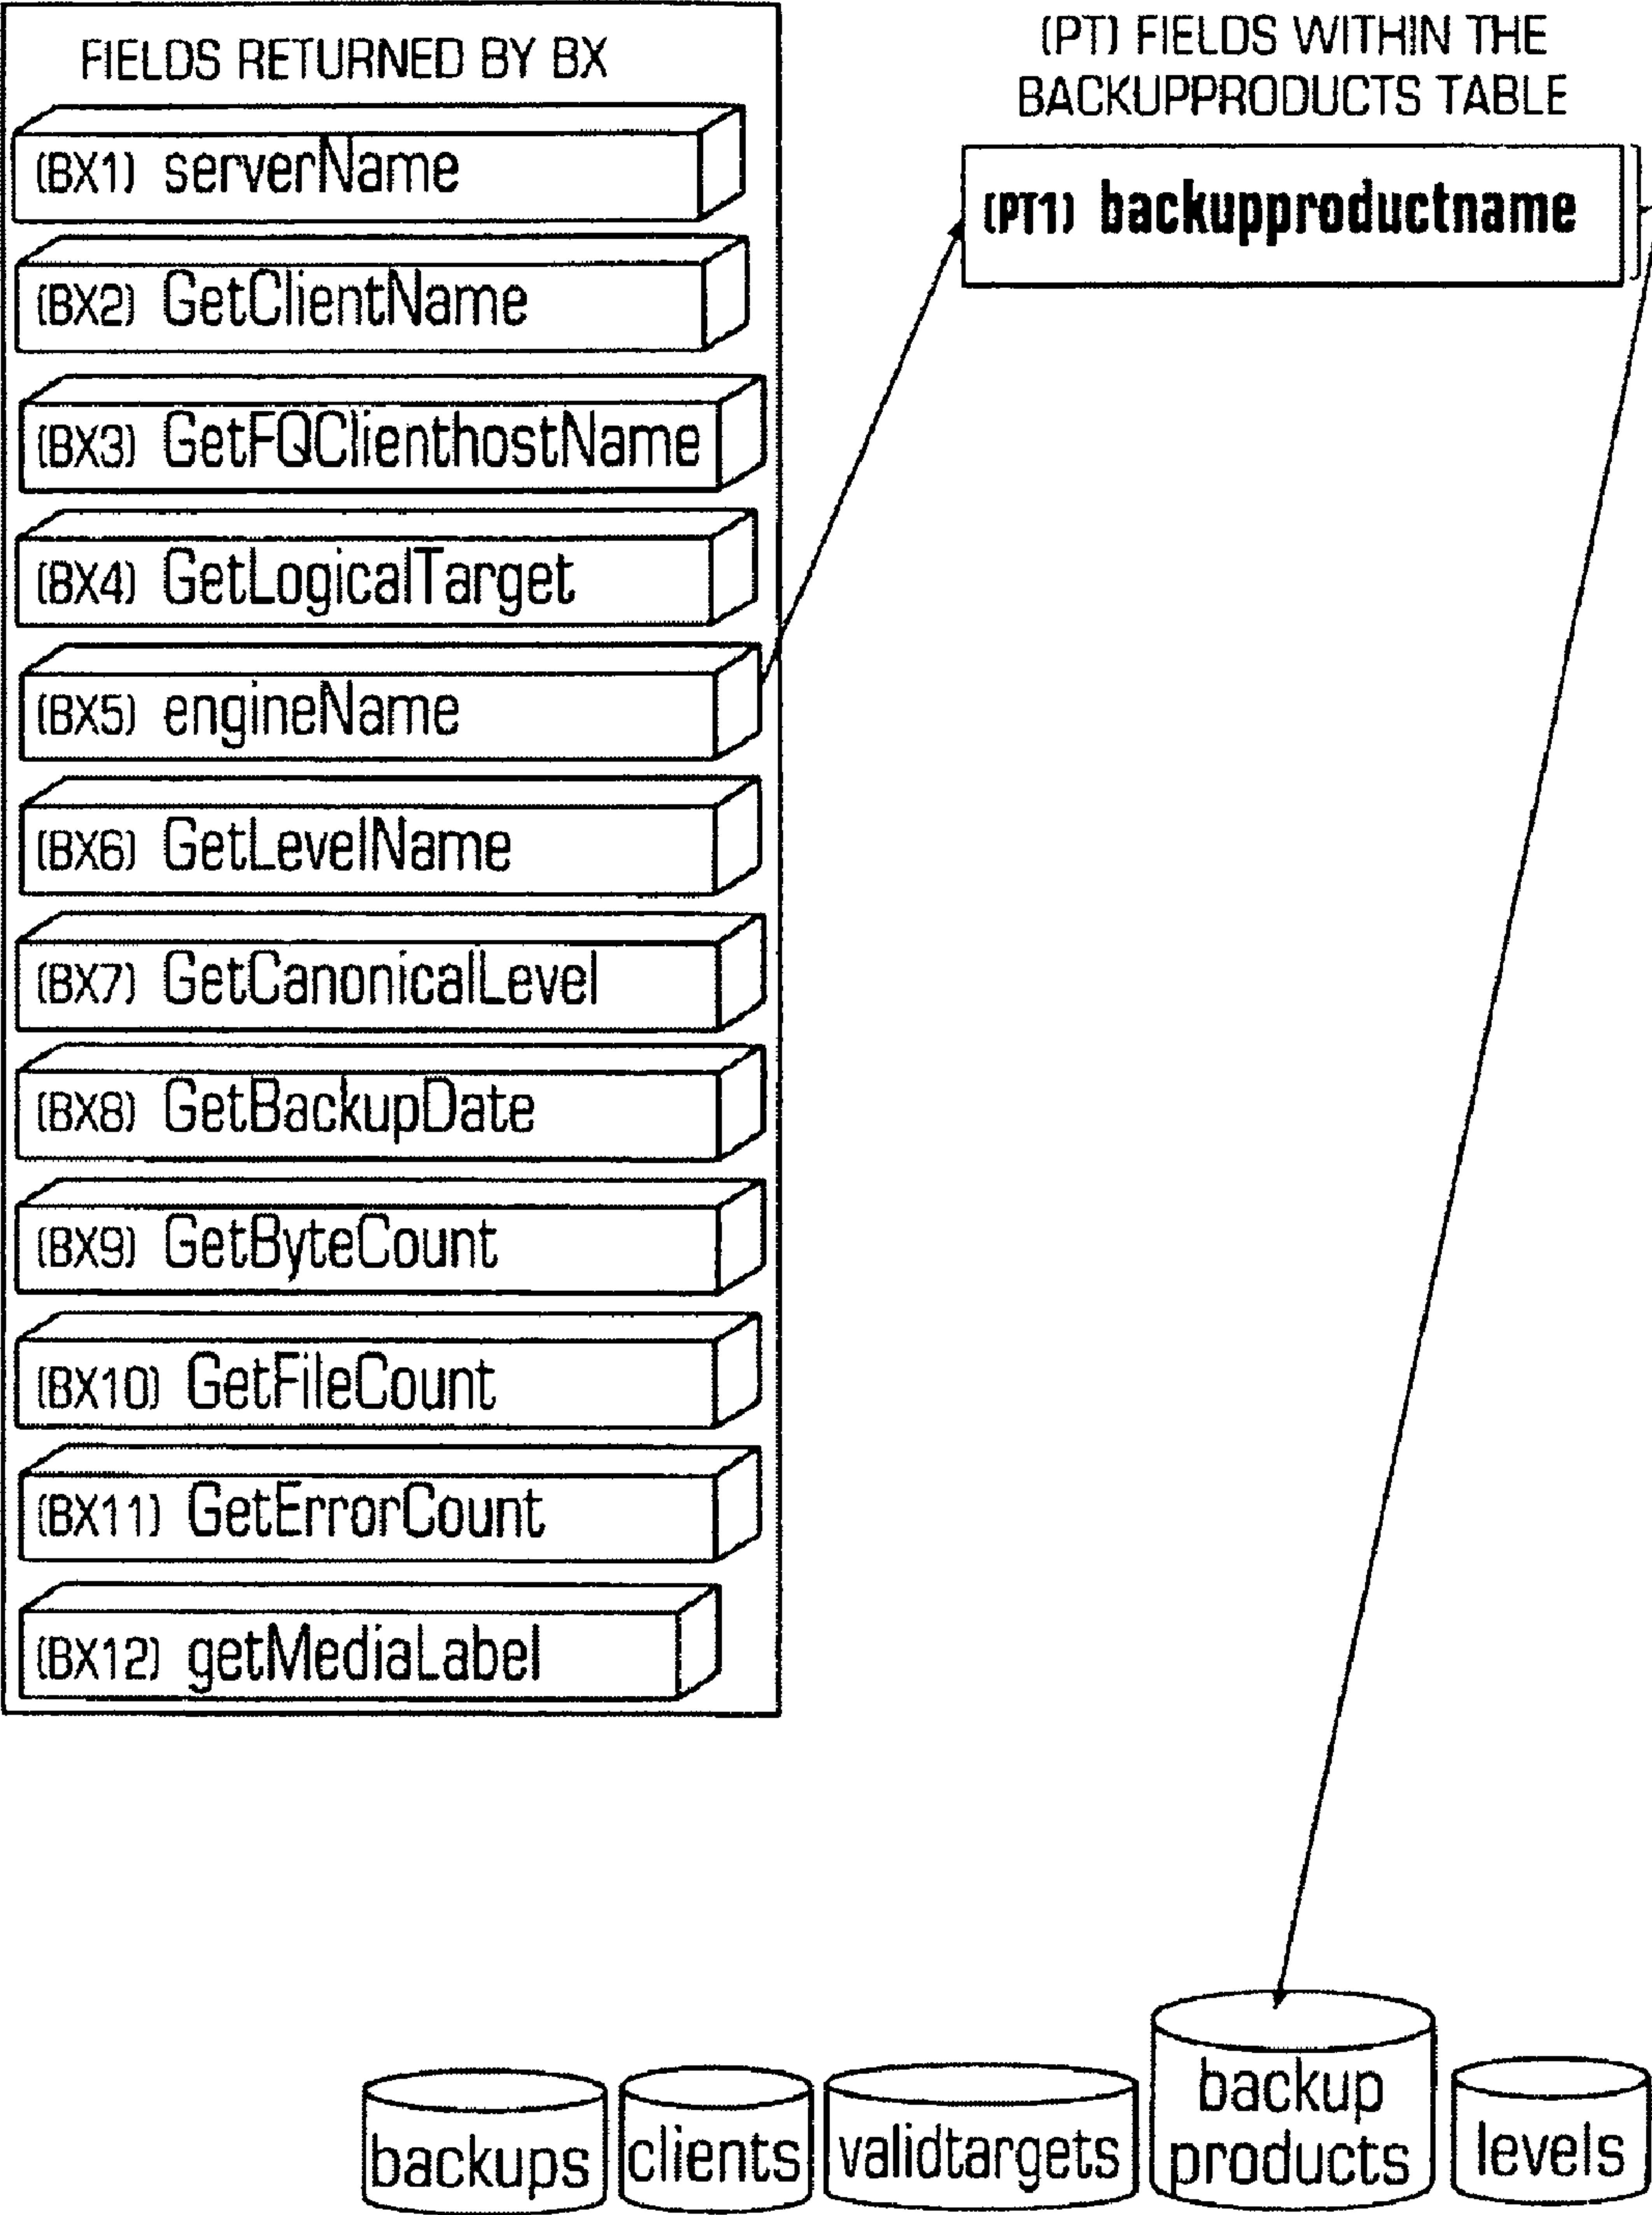 FIELDS RETURNED BY BX
(BX1) serverName
(BX2) GetClientName
(BX3) GetFQClienthostName
(BX4) GetLogicalTarget
(BX5) engineName
(BX6) GetLevelName
(BX7) GetCanonicalLevel
(BX8) GetBackupDate
(BX9) GetByteCount
(BX10) GetFileCount
(BX11) GetErrorCount
(BX12) getMediaLabel
(PT) FIELDS WITHIN THE
BACKUPPRODUCTS TABLE
(PT1) backupproductname
backups
clients
validtargets
backup
products
levels